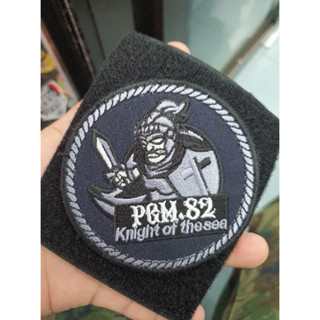 PGM.82
Knight of the sea